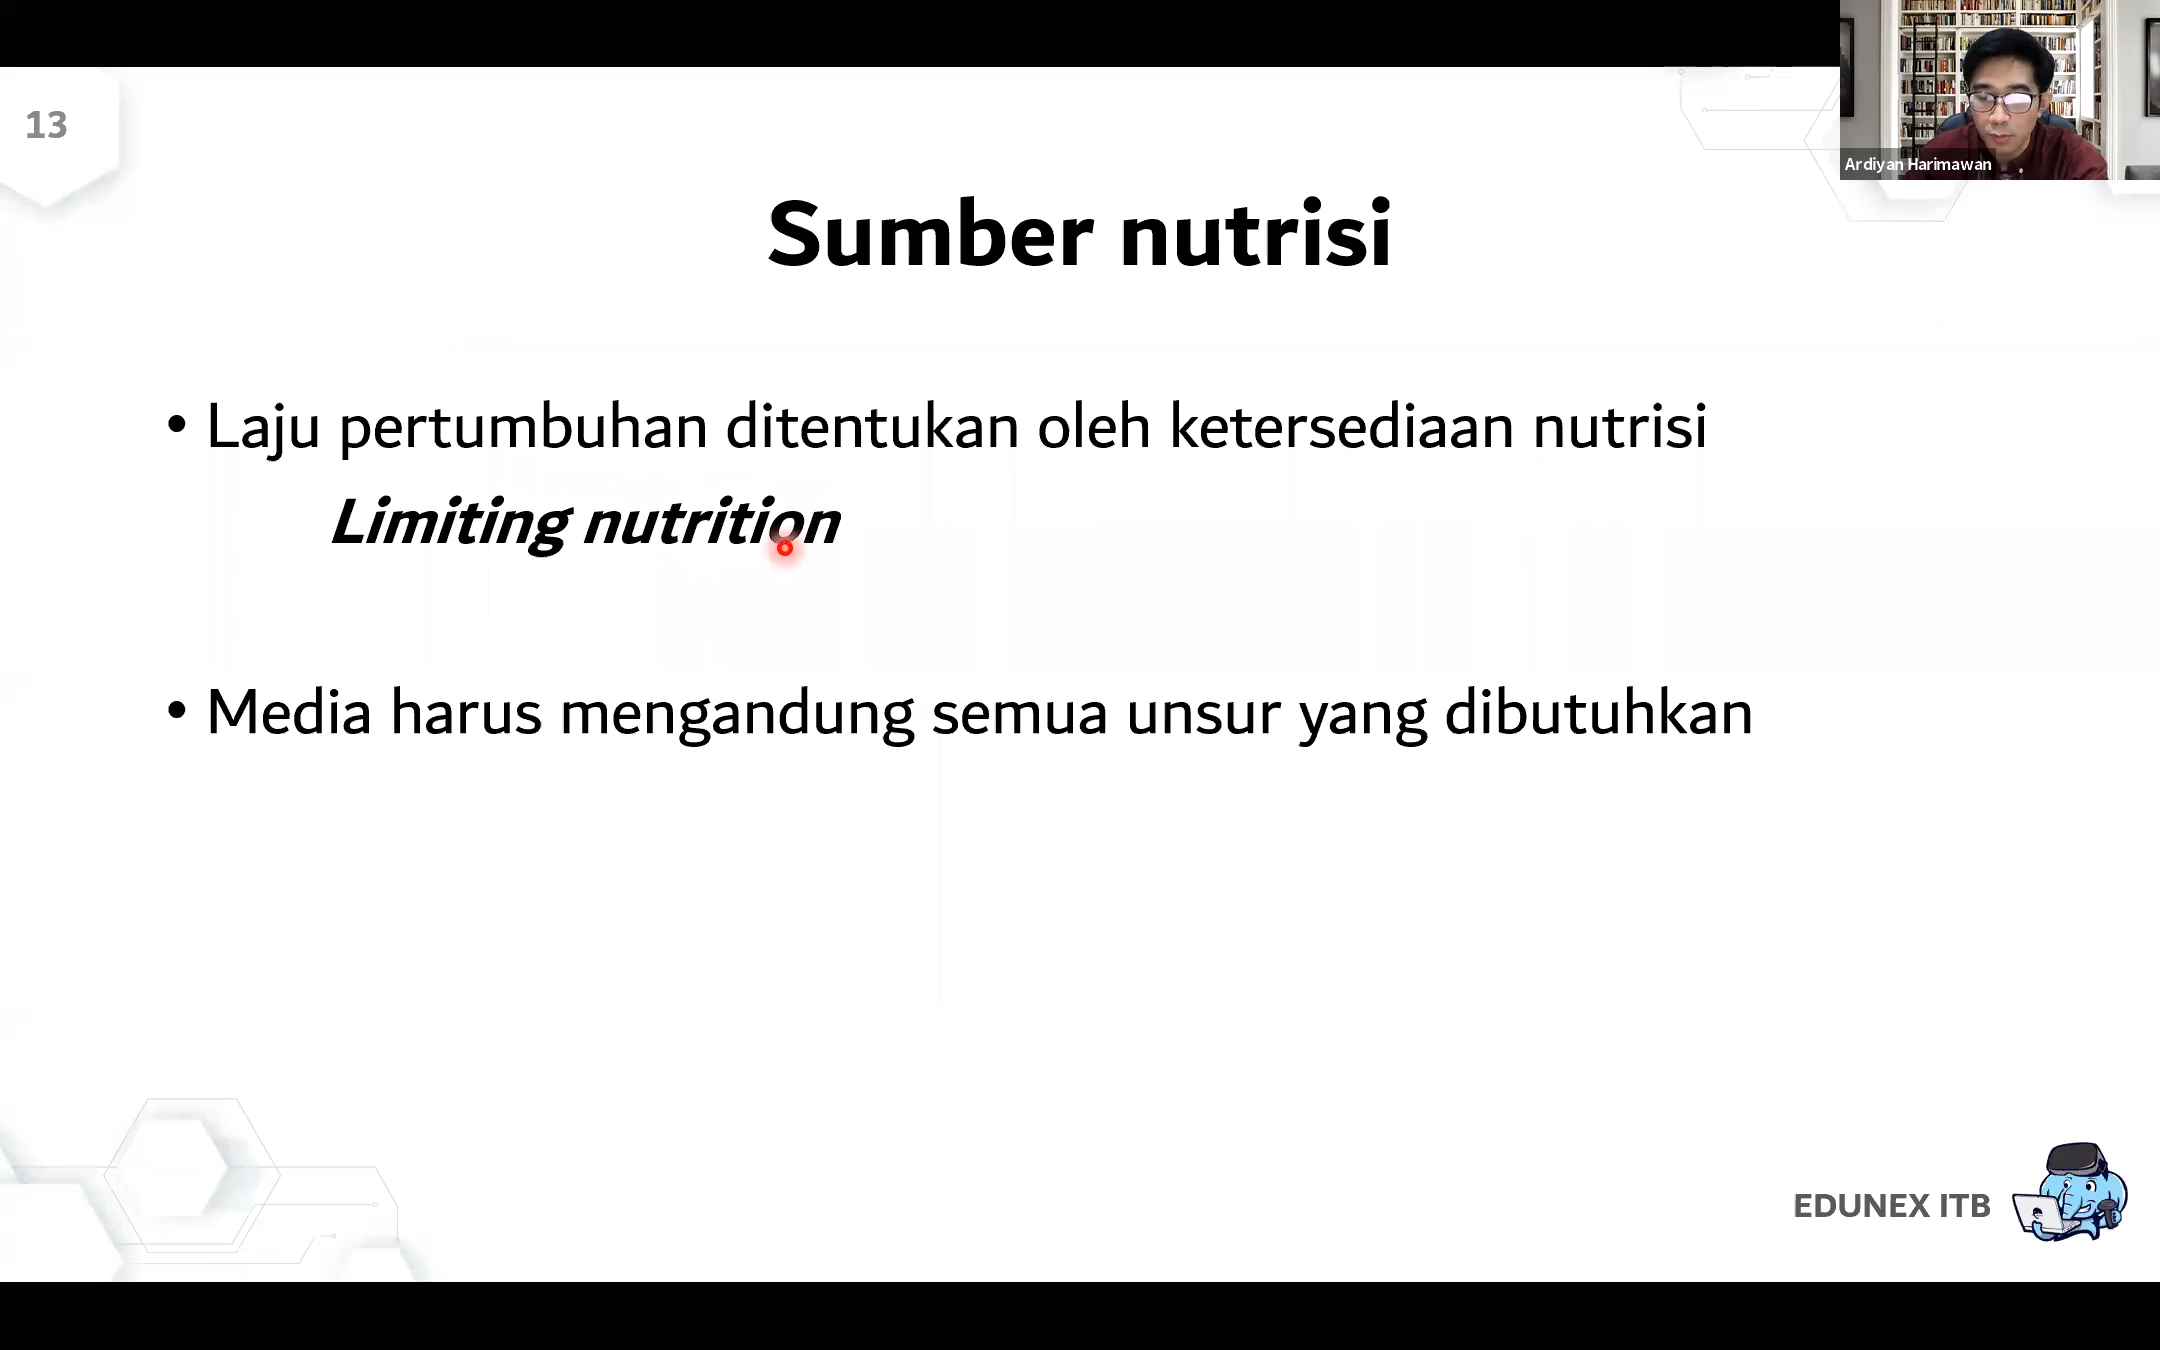 13
Ardiyan Harimawan
Sumber nutrisi
• Laju pertumbuhan ditentukan oleh ketersediaan nutrisi
Limiting nutrition
• Media harus mengandung semua unsur yang dibutuhkan
EDUNEX ITB